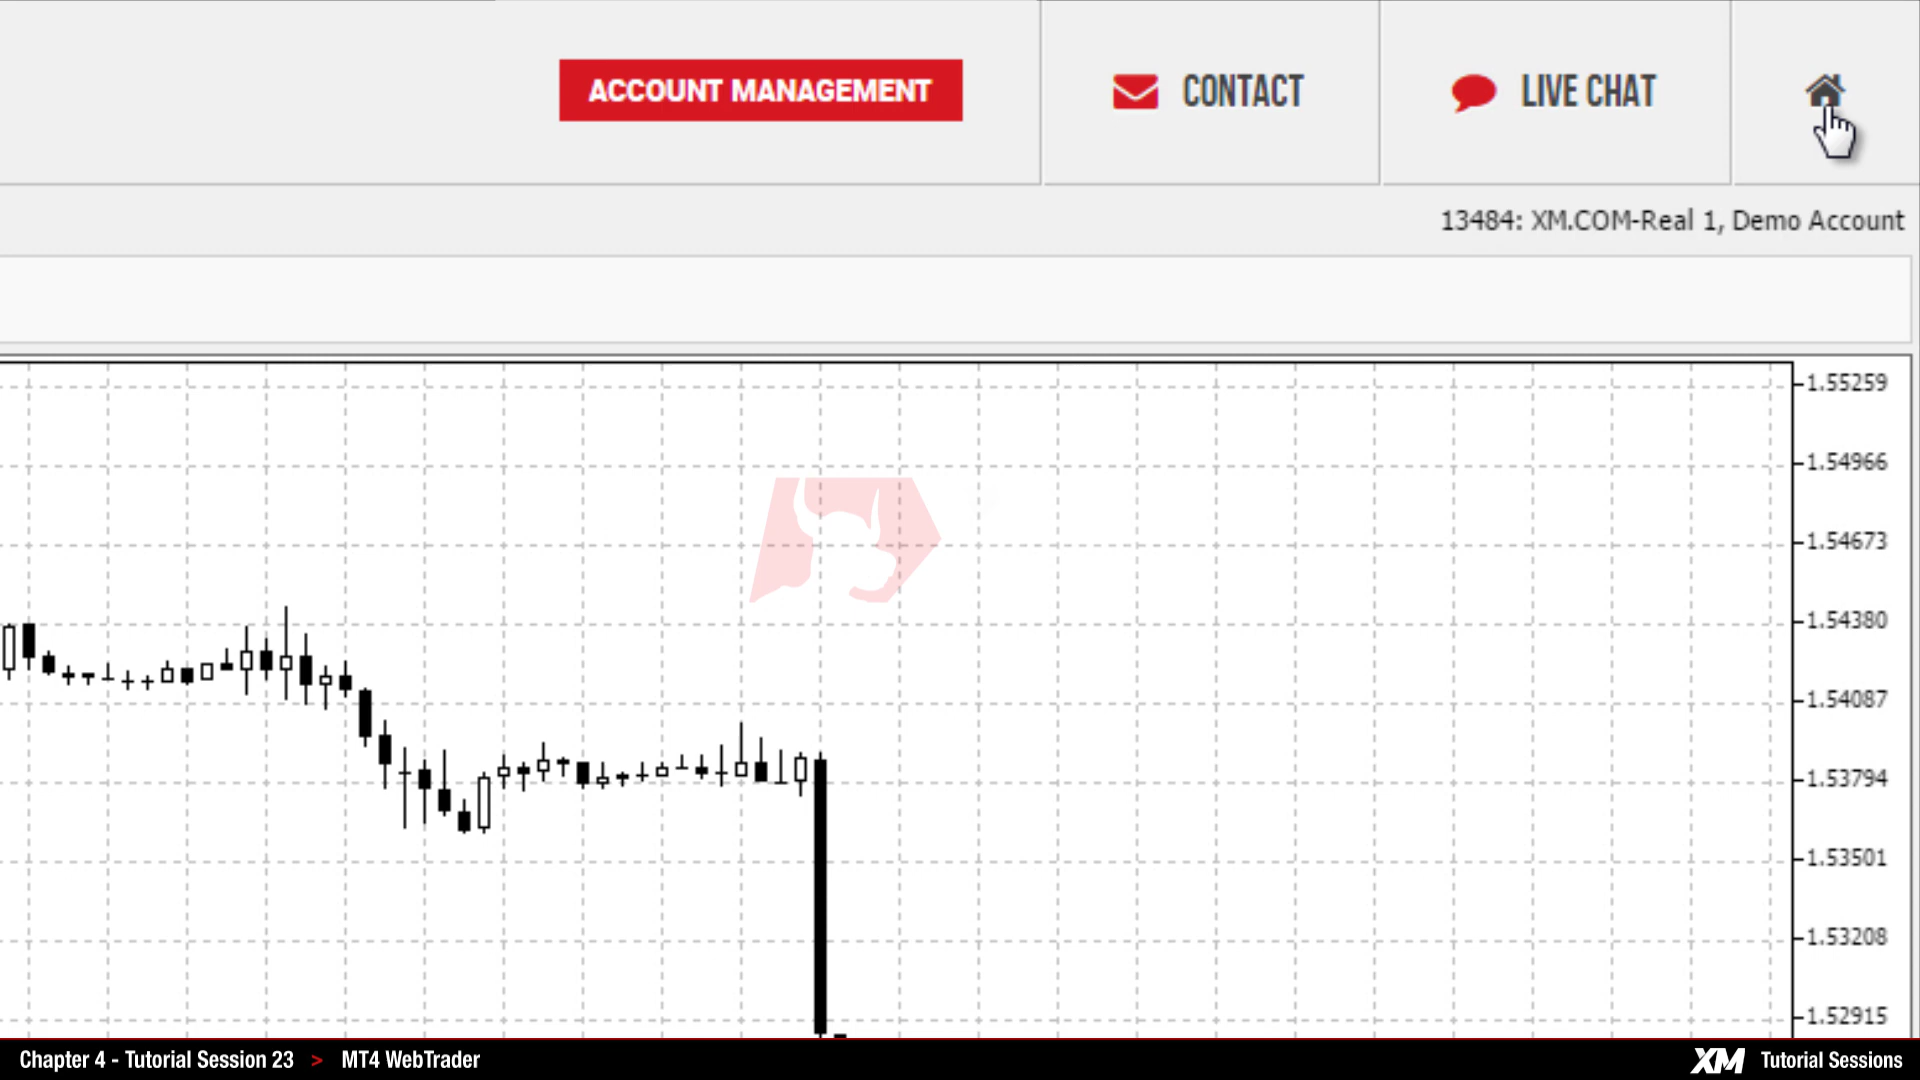 ACCOUNT MANAGEMENT
CONTACT
LIVE CHAT
13484: XM.COM-Real 1, Demo Account
1.55259
1.54966
1.54673
1.54380
1.54087
1.53794
1.53501
1.53208
1.52915
Chapter 4 - Tutorial Session 23 > MT4 WebTrader
XM Tutorial Sessions